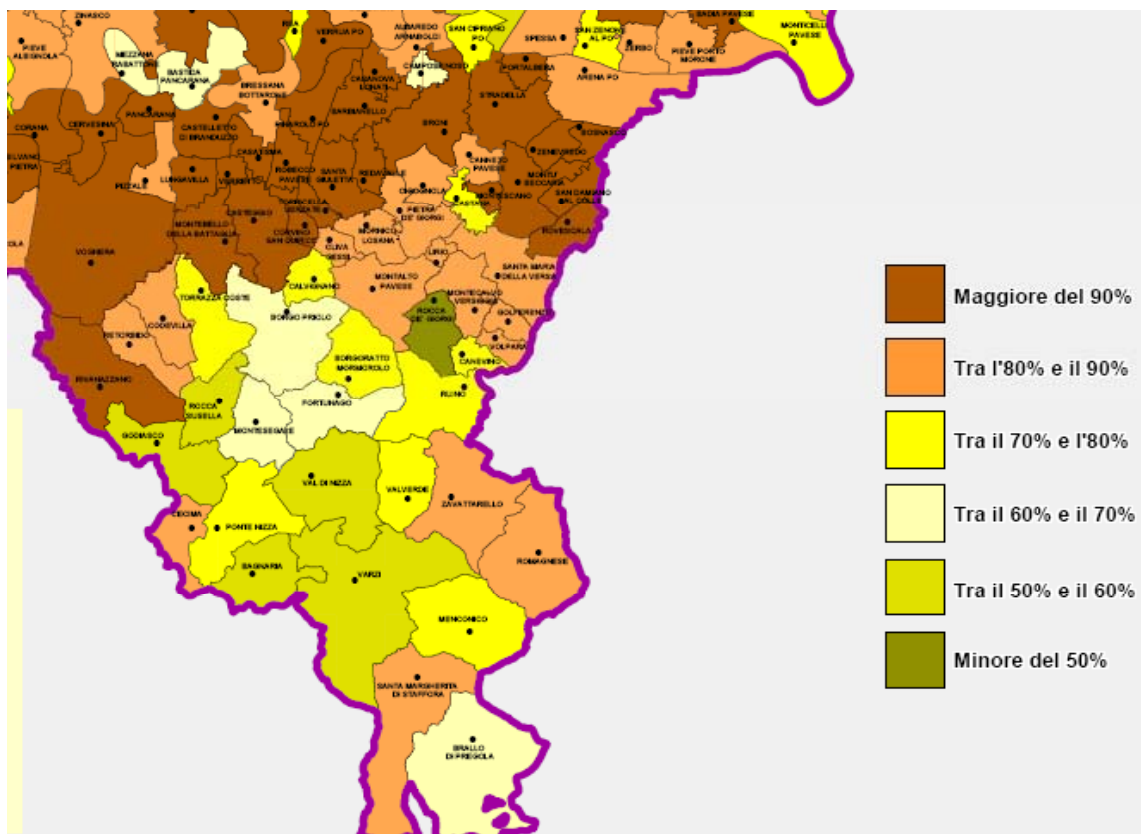 ZINASCO
REA
VERRUA PO
ALBAREDO
ARNABOLDI
SAN CIPRIANO
PO
SPESSA
SAN ZENONE
AL PO
ZERBO
BADIA PAVESE
PIEVE PORTO
MORONE
MONTICELLI
PAVESE
PIEVE
ALBIGNOLA
MEZZANA
RABATTONE
BASTIDA
PANCARANA
BRESSANA
BOTTARONE
CASANOVA
LONATI
CAMPOSPINOSO
PORTALBERA
ARENA PO
STRADELLA
CORANA
CERVESINA
PANCARANA
CASTELLETTO
DI BRANDUZZO
PINAROLO PO
BARBIANELLO
BRONI
BOSNASCO
ZENEVREDO
SILVANO
PIETRA
PIZZALE
LUNGAVILLA
VERRETTO
CASATISMA
ROBECCO
PAVESE
SANTA
GIULETTA
REDAVALLE
CIGOGNOLA
CANNETO
PAVESE
CASTANA
MONTESCANO
MONTU'
BECCARIA
SAN DAMIANO
AL COLLE
ROVESCALA
CASTEGGIO
TORRICELLA
VERZATE
CORVINO
SAN QUIRICO
PIETRA
DE' GIORGI
MORNICO
LOSANA
OLIVA
GESSI
MONTEBELLO
DELLA BATTAGLIA
VOGHERA
LIRIO
SANTA MARIA
DELLA VERSA
TORRAZZA COSTE
CALVIGNANO
MONTALTO
PAVESE
ROCCA
DE' GIORGI
MONTECALVO
VERSIGGIA
GOLFERENZO
VOLPARA
CANEVINO
RETORBIDO
CODEVILLA
BORGO PRIOLO
BORGORATTO
MORMOROLO
RUINO
RIVANAZZANO
ROCCA
SUSELLA
MONTESEGALE
FORTUNAGO
GODIASCO
VAL DI NIZZA
VALVERDE
ZAVATTARELLO
CECIMA
PONTE NIZZA
BAGNARIA
VARZI
ROMAGNESE
MENCONICO
SANTA MARGHERITA
DI STAFFORA
BRALLO
DI PREGOLA
Maggiore del 90%
Tra l'80% e il 90%
Tra il 70% e l'80%
Tra il 60% e il 70%
Tra il 50% e il 60%
Minore del 50%